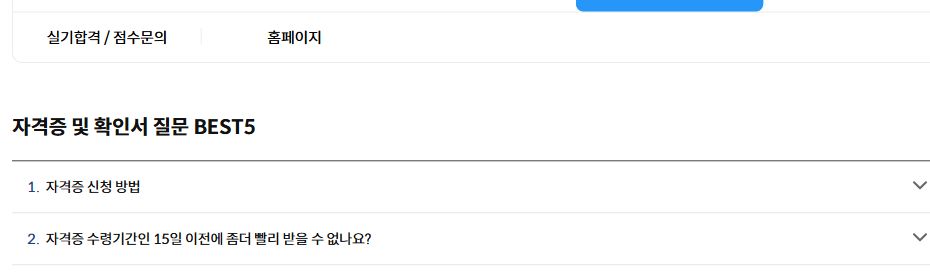 실기합격 / 점수문의 홈페이지
자격증 및 확인서 질문 BEST5
1. 자격증 신청 방법
2. 자격증 수령기간인 15일 이전에 좀더 빨리 받을 수 없나요?